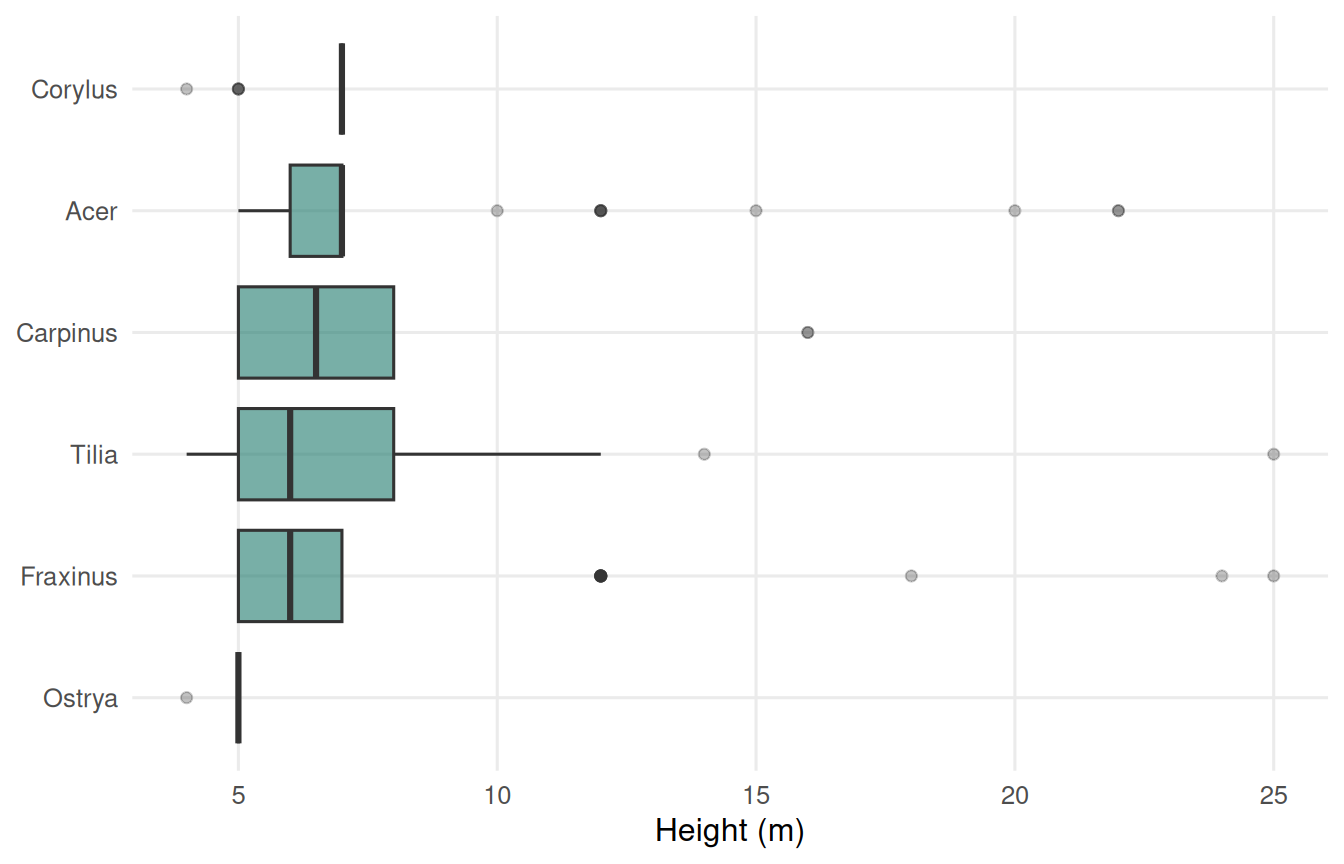 Corylus
Acer
Carpinus
Tilia
Fraxinus
Ostrya
5 10 15 20 25
Height (m)